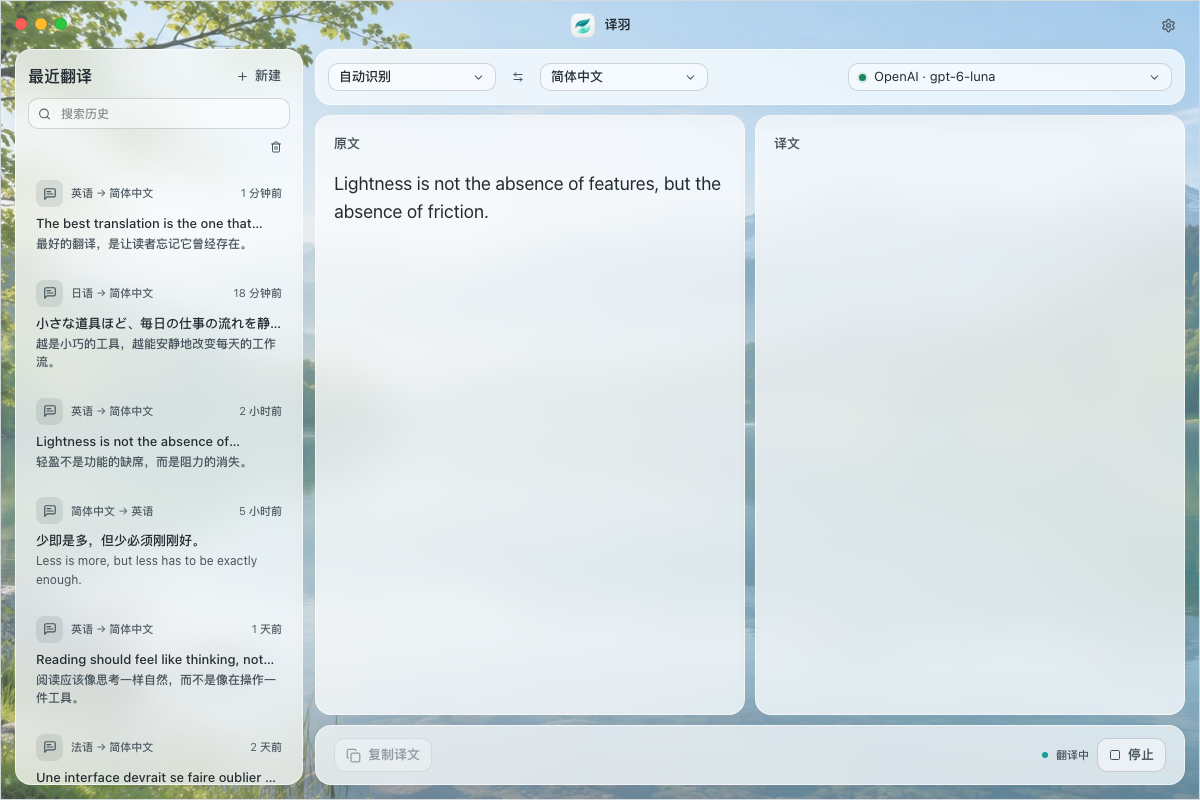 译羽
最近翻译
新建
搜索历史
英语 → 简体中文 1 分钟前
The best translation is the one that...
最好的翻译，是让读者忘记它曾经存在。
日语 → 简体中文 18 分钟前
小さな道具ほど、毎日の仕事の流れを静...
越是小巧的工具，越能安静地改变每天的工作
流。
英语 → 简体中文 2 小时前
Lightness is not the absence of...
轻盈不是功能的缺席，而是阻力的消失。
简体中文 → 英语 5 小时前
少即是多，但少必须刚刚好。
Less is more, but less has to be exactly
enough.
英语 → 简体中文 1 天前
Reading should feel like thinking, not...
阅读应该像思考一样自然，而不是像在操作一
件工具。
法语 → 简体中文 2 天前
Une interface devrait se faire oublier ...
自动识别
简体中文
OpenAI · gpt-6-luna
原文
Lightness is not the absence of features, but the
absence of friction.
译文
复制译文
翻译中
停止